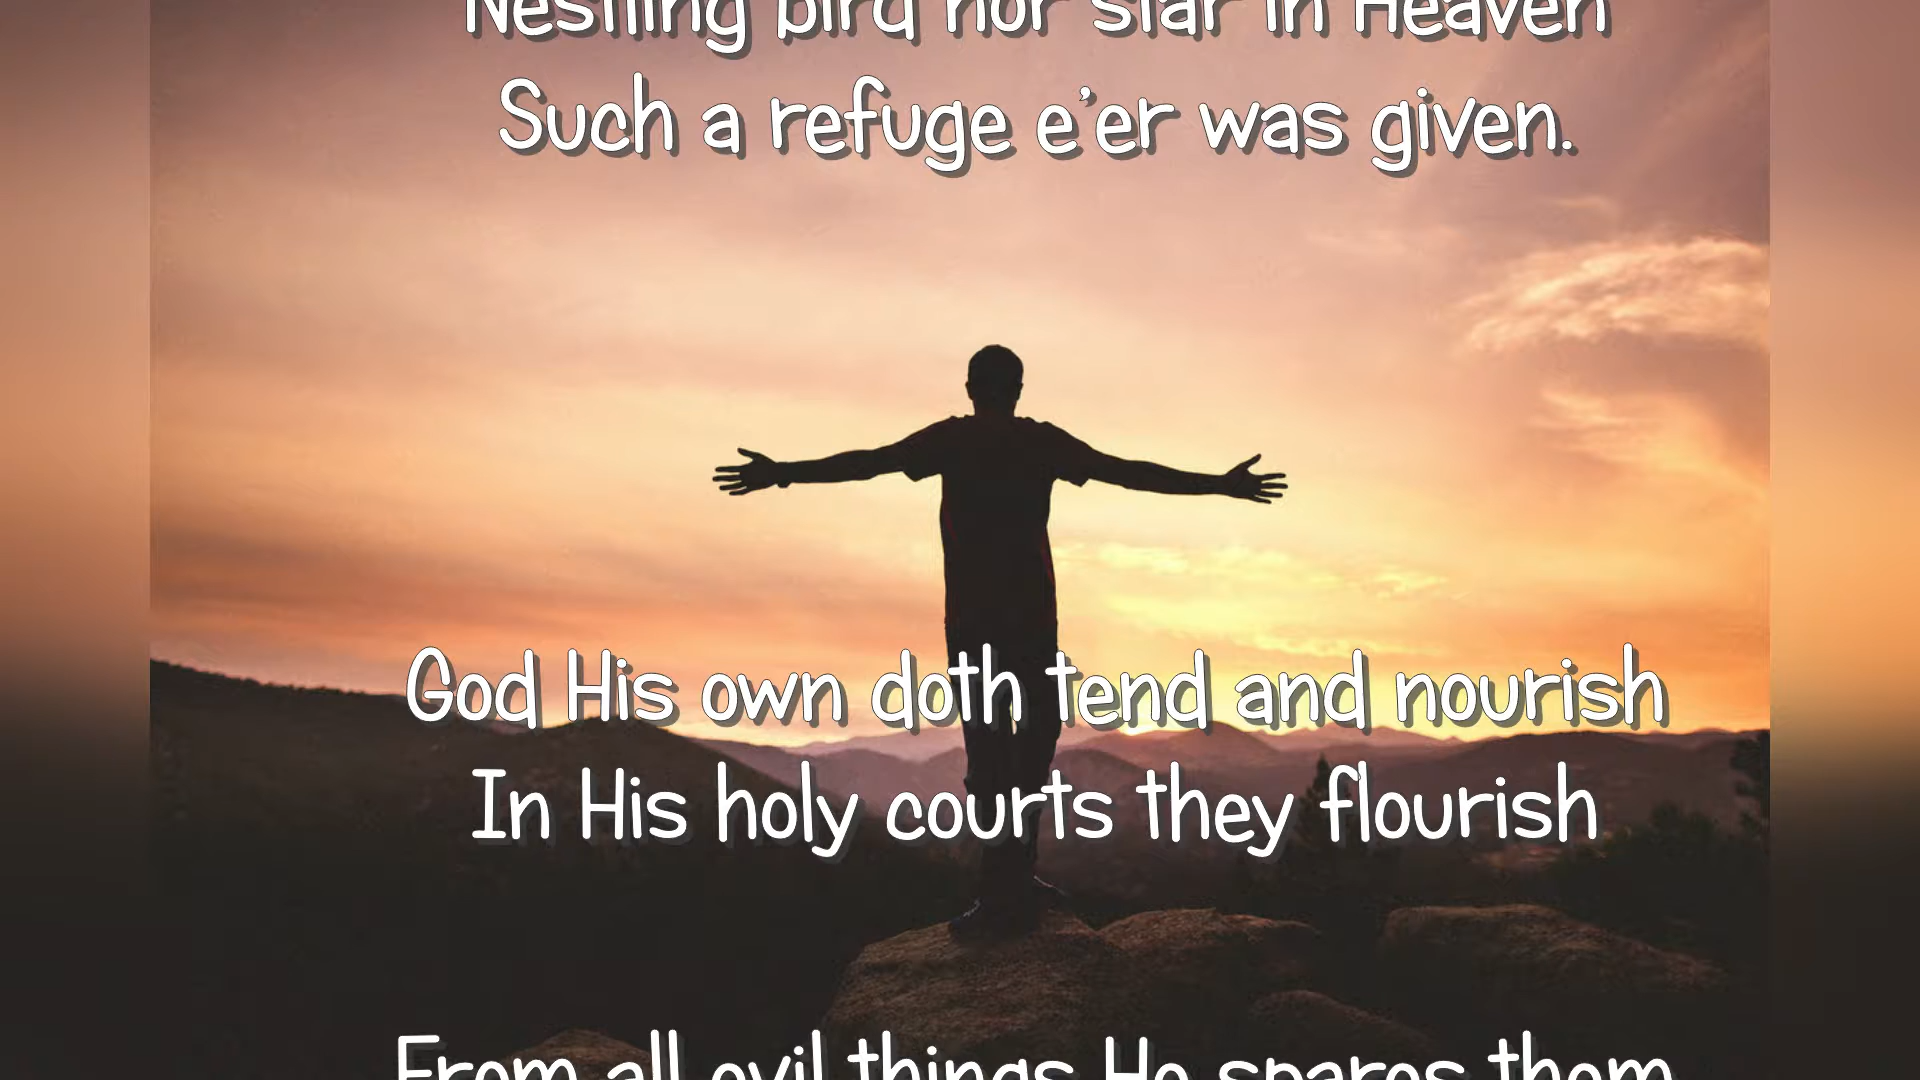 Nestling bird nor star in Heaven
Such a refuge e'er was given.
God His own doth tend and nourish
In His holy courts they flourish
From all evil things He spares them